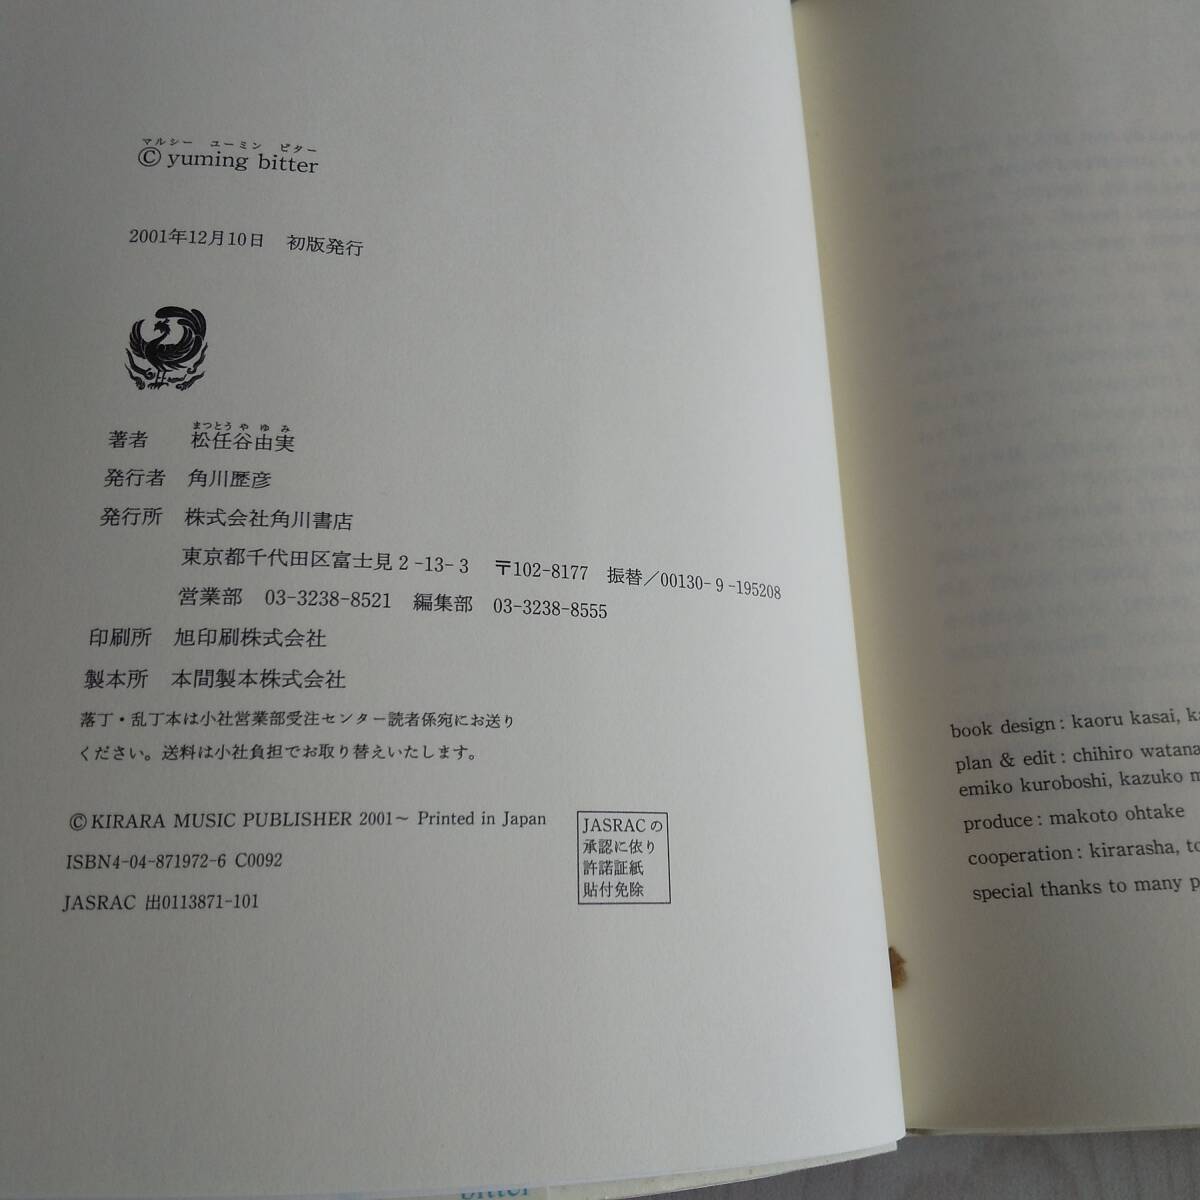 マルシー ユーミン ビター
© yuming bitter
2001年12月10日 初版発行
まつとうやゆみ
著者 松任谷由実
発行者 角川歴彦
発行所 株式会社角川書店
東京都千代田区富士見2-13-3 〒102-8177 振替/00130-9-195208
営業部 03-3238-8521 編集部 03-3238-8555
印刷所 旭印刷株式会社
製本所 本間製本株式会社
落丁・乱丁本は小社営業部受注センター読者係宛にお送り
ください。送料は小社負担でお取り替えいたします。
©KIRARA MUSIC PUBLISHER 2001~ Printed in Japan
ISBN4-04-871972-6 C0092
JASRAC 出0113871-101
JASRACの
承認に依り
許諾証紙
貼付免除
book design: kaoru kasai,
plan & edit: chihiro
emiko kuroboshi, kazuko
produce: makoto ohtake
cooperation: kirarasha,
special thanks to many
bitter